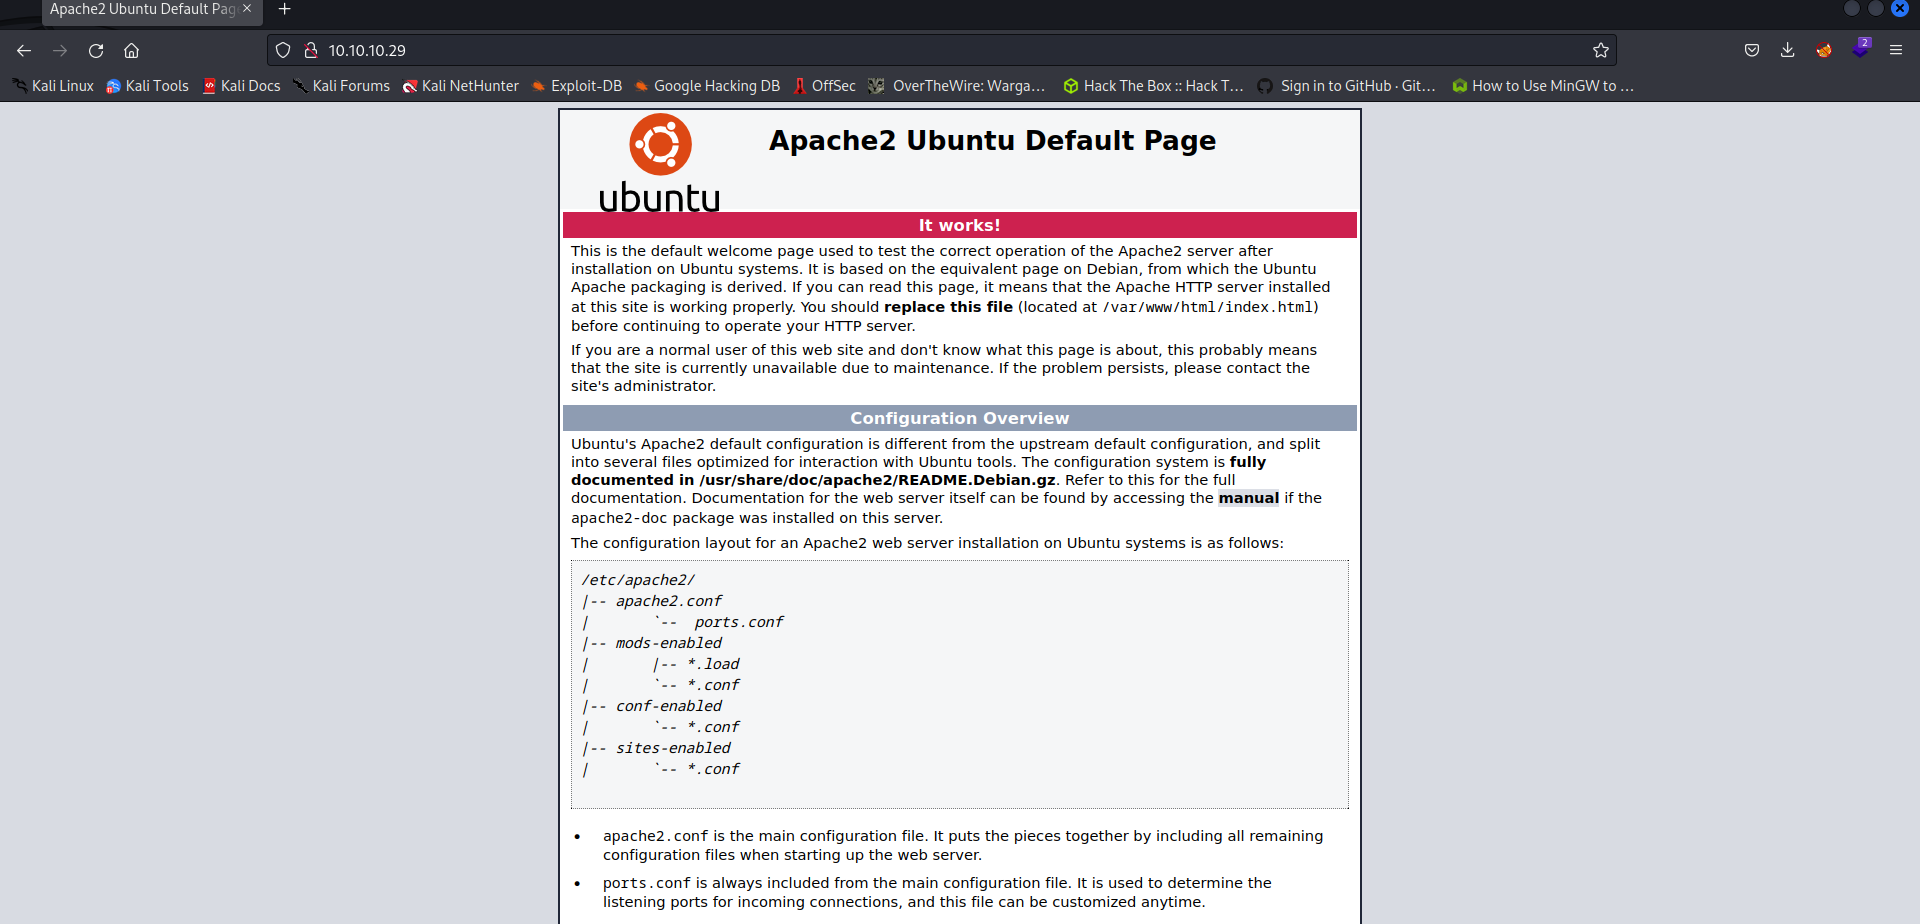 Apache2 Ubuntu Default Pag
10.10.10.29
2
Kali Linux Kali Tools Kali Docs Kali Forums Kali NetHunter Exploit-DB Google Hacking DB OffSec OverTheWire: Warga… Hack The Box :: Hack T… Sign in to GitHub · Git… How to Use MinGW to …
ubuntu
Apache2 Ubuntu Default Page
It works!
This is the default welcome page used to test the correct operation of the Apache2 server after
installation on Ubuntu systems. It is based on the equivalent page on Debian, from which the Ubuntu
Apache packaging is derived. If you can read this page, it means that the Apache HTTP server installed
at this site is working properly. You should replace this file (located at /var/www/html/index.html)
before continuing to operate your HTTP server.
If you are a normal user of this web site and don't know what this page is about, this probably means
that the site is currently unavailable due to maintenance. If the problem persists, please contact the
site's administrator.
Configuration Overview
Ubuntu's Apache2 default configuration is different from the upstream default configuration, and split
into several files optimized for interaction with Ubuntu tools. The configuration system is fully
documented in /usr/share/doc/apache2/README.Debian.gz. Refer to this for the full
documentation. Documentation for the web server itself can be found by accessing the manual if the
apache2-doc package was installed on this server.
The configuration layout for an Apache2 web server installation on Ubuntu systems is as follows:
/etc/apache2/
|-- apache2.conf
|       `--  ports.conf
|-- mods-enabled
|       |-- *.load
|       `-- *.conf
|-- conf-enabled
|       `-- *.conf
|-- sites-enabled
|       `-- *.conf
• apache2.conf is the main configuration file. It puts the pieces together by including all remaining
configuration files when starting up the web server.
• ports.conf is always included from the main configuration file. It is used to determine the
listening ports for incoming connections, and this file can be customized anytime.